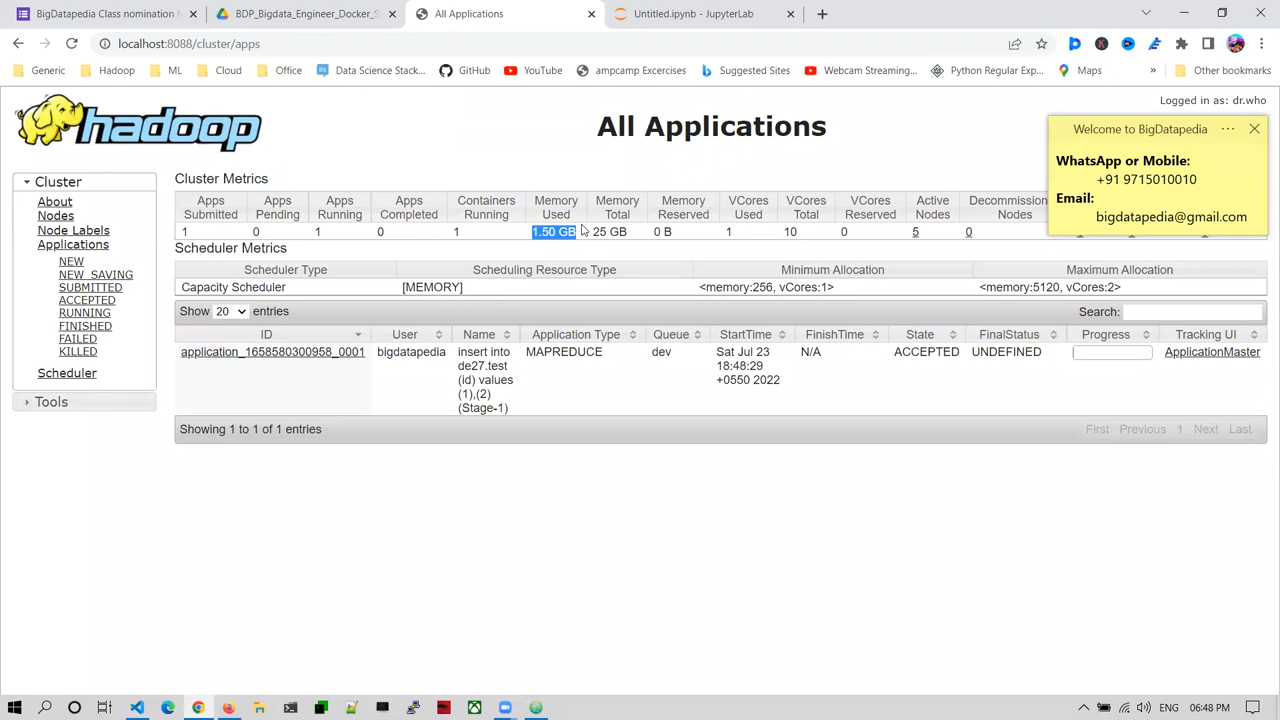 BigDatapedia Class nomination f
BDP_Bigdata_Engineer_Docker_S
All Applications
Untitled.ipynb - JupyterLab
localhost:8088/cluster/apps
Generic
Hadoop
ML
Cloud
Office
Data Science Stack...
GitHub
YouTube
ampcamp Excercises
Suggested Sites
Webcam Streaming...
Python Regular Exp...
Maps
»
Other bookmarks
Logged in as: dr.who
hadoop
All Applications
Welcome to BigDatapedia
WhatsApp or Mobile:
+91 9715010010
Email:
bigdatapedia@gmail.com
Cluster
About
Nodes
Node Labels
Applications
NEW
NEW_SAVING
SUBMITTED
ACCEPTED
RUNNING
FINISHED
FAILED
KILLED
Scheduler
Tools
Cluster Metrics
Apps Submitted Apps Pending Apps Running Apps Completed Containers Running Memory Used Memory Total Memory Reserved VCores Used VCores Total VCores Reserved Active Nodes Decommission Nodes
1 0 1 0 1 1.50 GB 25 GB 0 B 1 10 0 5 0
Scheduler Metrics
Scheduler Type Scheduling Resource Type Minimum Allocation Maximum Allocation
Capacity Scheduler [MEMORY] <memory:256, vCores:1> <memory:5120, vCores:2>
Show 20 entries Search:
ID User Name Application Type Queue StartTime FinishTime State FinalStatus Progress Tracking UI
application_1658580300958_0001 bigdatapedia insert into MAPREDUCE dev Sat Jul 23 N/A ACCEPTED UNDEFINED ApplicationMaster
de27.test 18:48:29
(id) values +0550 2022
(1),(2)
(Stage-1)
Showing 1 to 1 of 1 entries First Previous 1 Next Last
ENG 06:48 PM